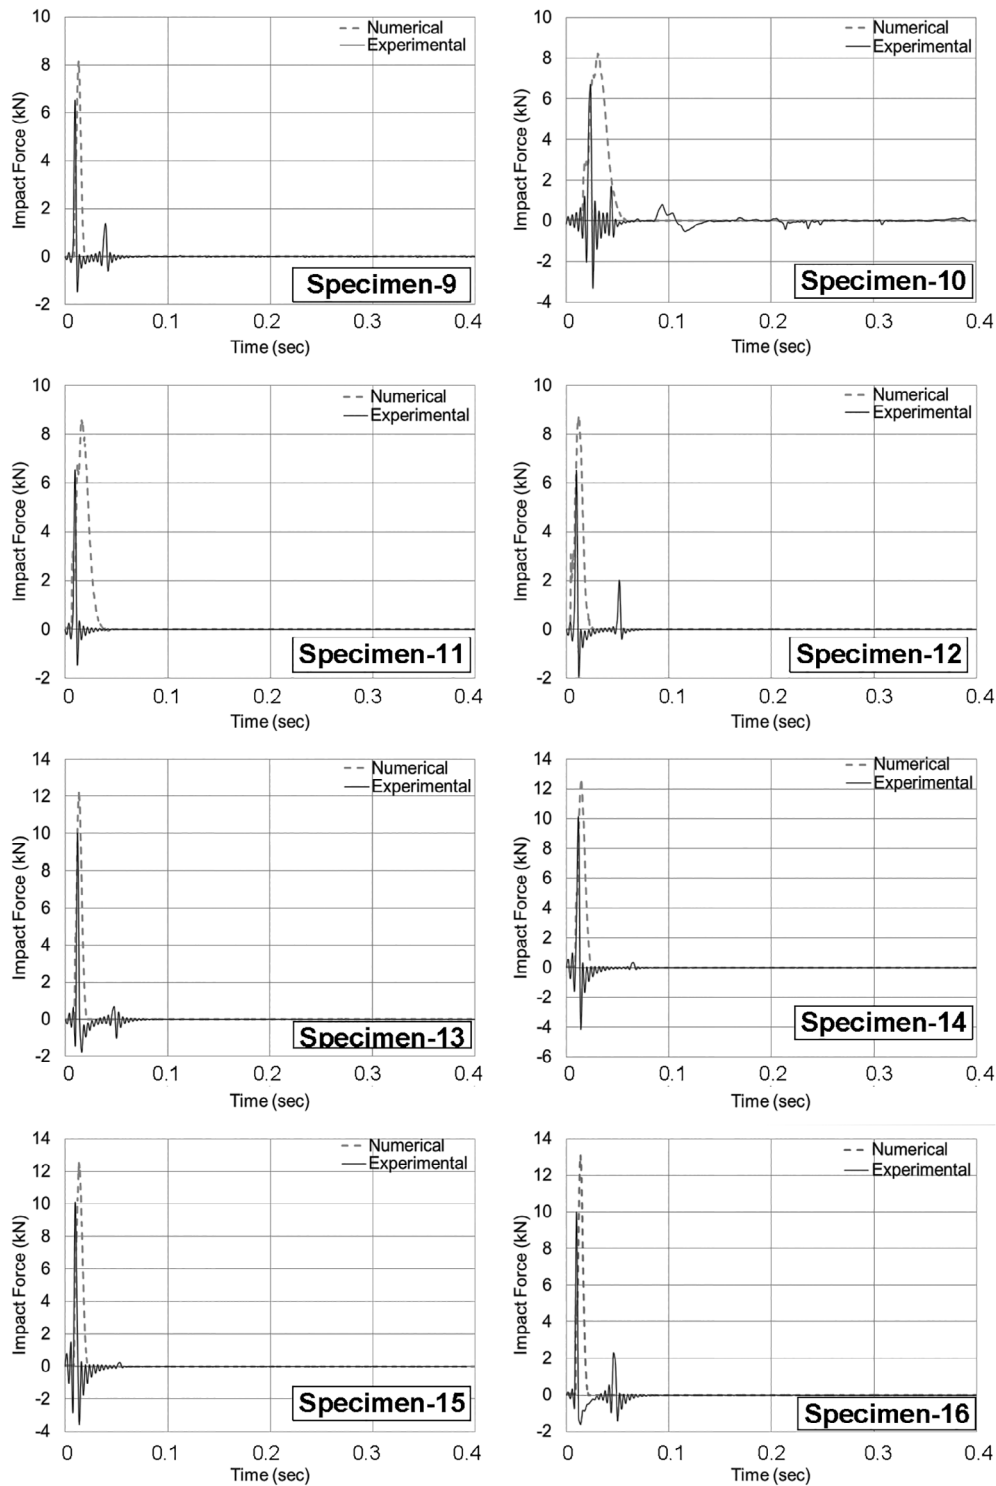 10
8
6
4
2
0
-2
Impact Force (kN)
Numerical
Experimental
Specimen-9
0 0.1 0.2 0.3 0.4
Time (sec)
10
8
6
4
2
0
-2
-4
Impact Force (kN)
Numerical
Experimental
Specimen-10
0 0.1 0.2 0.3 0.4
Time (sec)
10
8
6
4
2
0
-2
Impact Force (kN)
Numerical
Experimental
Specimen-11
0 0.1 0.2 0.3 0.4
Time (sec)
10
8
6
4
2
0
-2
Impact Force (kN)
Numerical
Experimental
Specimen-12
0 0.1 0.2 0.3 0.4
Time (sec)
14
12
10
8
6
4
2
0
-2
Impact Force (kN)
Numerical
Experimental
Specimen-13
0 0.1 0.2 0.3 0.4
Time (sec)
14
12
10
8
6
4
2
0
-2
-4
-6
Impact Force (kN)
Numerical
Experimental
Specimen-14
0 0.1 0.2 0.3 0.4
Time (sec)
14
12
10
8
6
4
2
0
-2
-4
Impact Force (kN)
Numerical
Experimental
Specimen-15
0 0.1 0.2 0.3 0.4
Time (sec)
14
12
10
8
6
4
2
0
-2
Impact Force (kN)
Numerical
Experimental
Specimen-16
0 0.1 0.2 0.3 0.4
Time (sec)